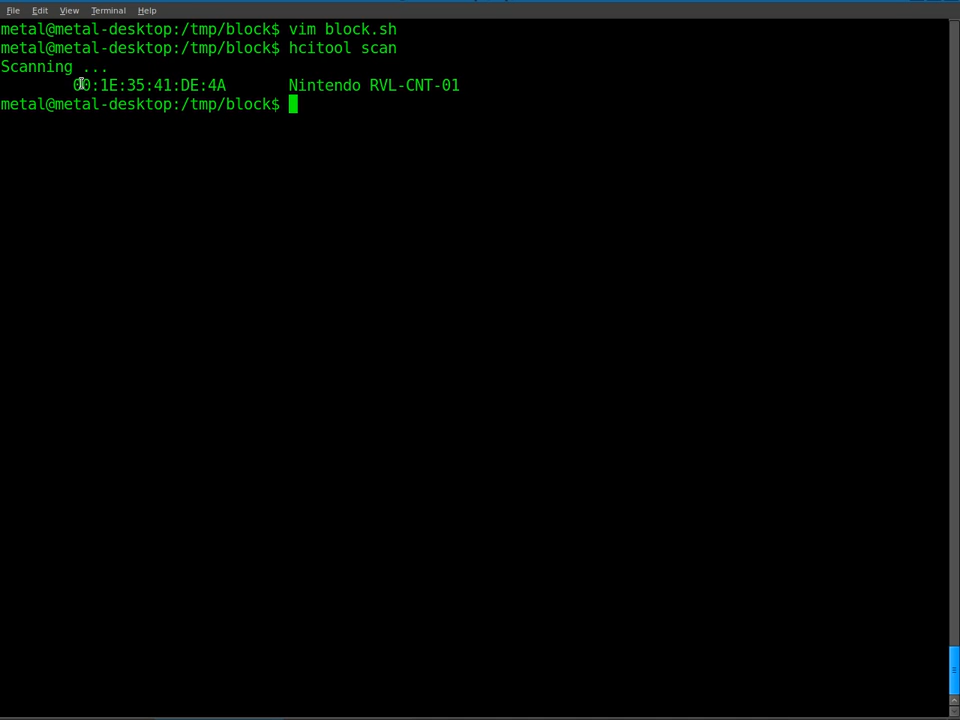 File Edit View Terminal Help
metal@metal-desktop:/tmp/block$ vim block.sh
metal@metal-desktop:/tmp/block$ hcitool scan
Scanning ...
00:1E:35:41:DE:4A Nintendo RVL-CNT-01
metal@metal-desktop:/tmp/block$